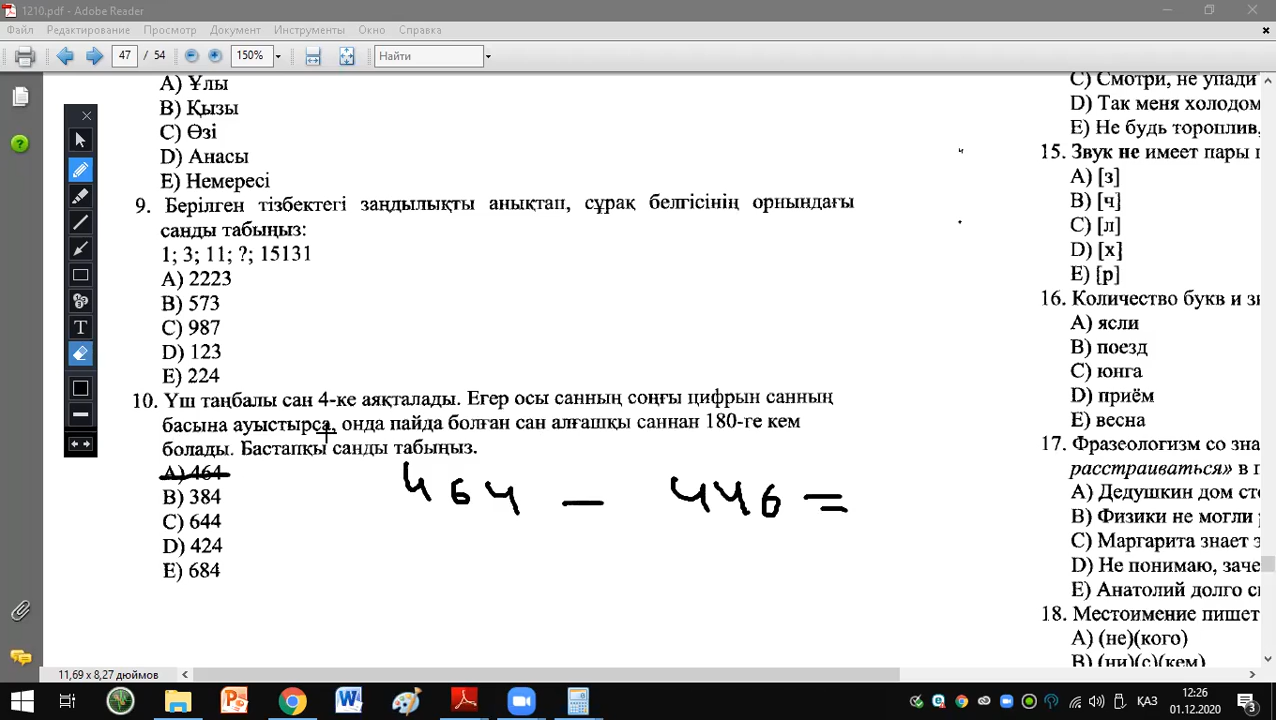 1210.pdf - Adobe Reader
Файл Редактирование Просмотр Документ Инструменты Окно Справка
47 / 54 150% Найти
A) Ұлы
B) Қызы
C) Өзі
D) Анасы
E) Немересі
9. Берілген тізбектегі заңдылықты анықтап, сұрақ белгісінің орнындағы
санды табыңыз:
1; 3; 11; ?; 15131
A) 2223
B) 573
C) 987
D) 123
E) 224
10. Үш таңбалы сан 4-ке аяқталады. Егер осы санның соңғы цифрын санның
басына ауыстырса, онда пайда болған сан алғашқы саннан 180-ге кем
болады. Бастапқы санды табыңыз.
A) 464
B) 384
C) 644
D) 424
E) 684
464 – 446 =
C) Смотри, не упади
D) Так меня холодом
E) Не будь тороплив,
15. Звук не имеет пары
A) [з]
B) [ч]
C) [л]
D) [х]
E) [р]
16. Количество букв и
A) ясли
B) поезд
C) юнга
D) приём
E) весна
17. Фразеологизм со
расстраиваться» в
A) Дедушкин дом
B) Физики не могли
C) Маргарита знает
D) Не понимаю,
E) Анатолий долго
18. Местоимение
A) (не)(кого)
B) (ни)(с)(кем)
11,69 x 8,27 дюймов
КАЗ
12:26
01.12.2020
3